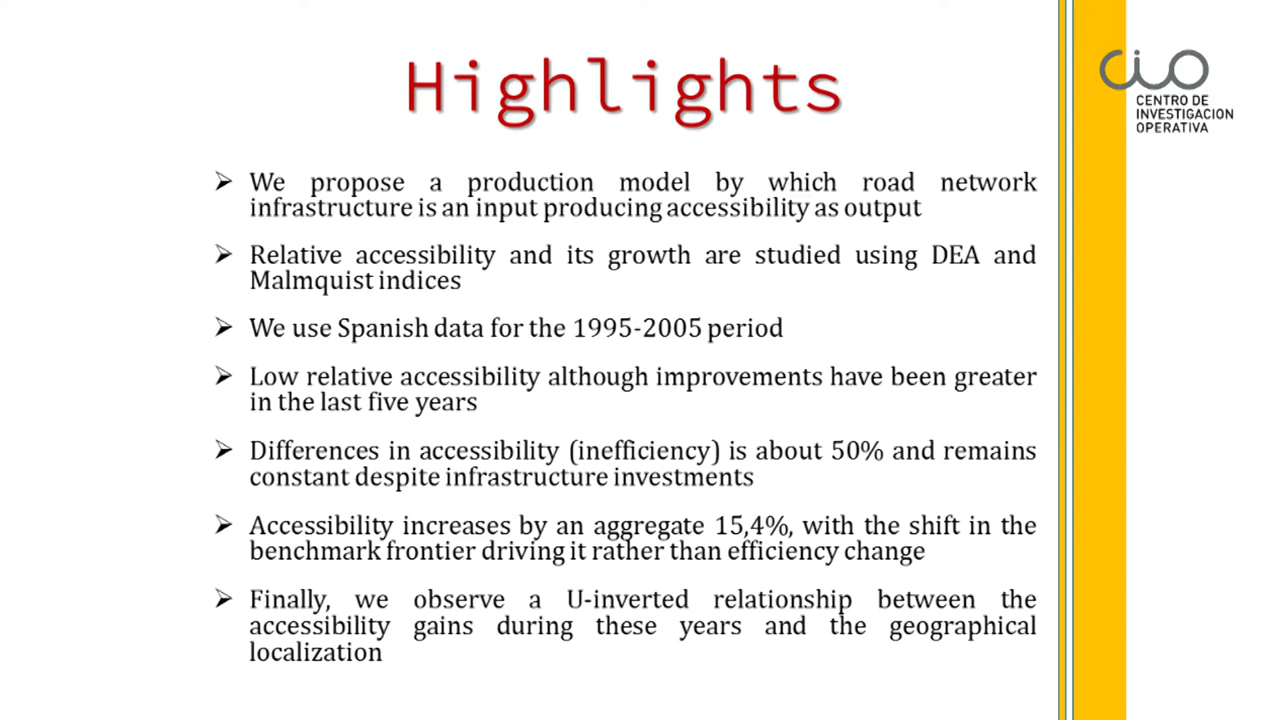 Highlights
CIO
CENTRO DE
INVESTIGACION
OPERATIVA
We propose a production model by which road network
infrastructure is an input producing accessibility as output
Relative accessibility and its growth are studied using DEA and
Malmquist indices
We use Spanish data for the 1995-2005 period
Low relative accessibility although improvements have been greater
in the last five years
Differences in accessibility (inefficiency) is about 50% and remains
constant despite infrastructure investments
Accessibility increases by an aggregate 15,4%, with the shift in the
benchmark frontier driving it rather than efficiency change
Finally, we observe a U-inverted relationship between the
accessibility gains during these years and the geographical
localization